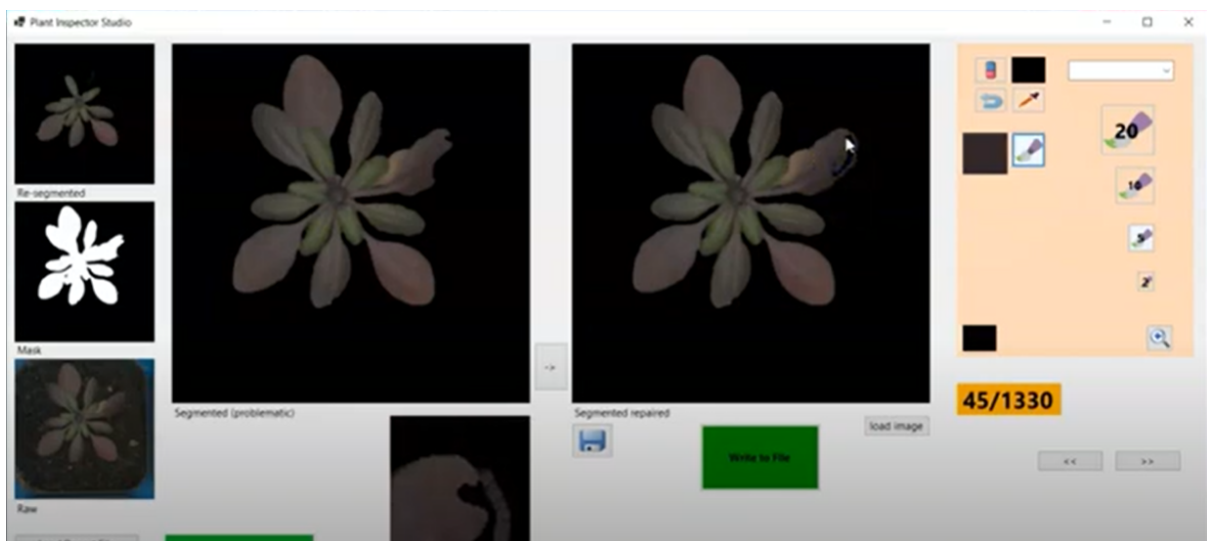 Plant Inspector Studio
Re-segmented
Mask
Raw
Segmented (problematic)
->
Segmented repaired
load image
Write to File
20
10
5
2
45/1330
<<
>>